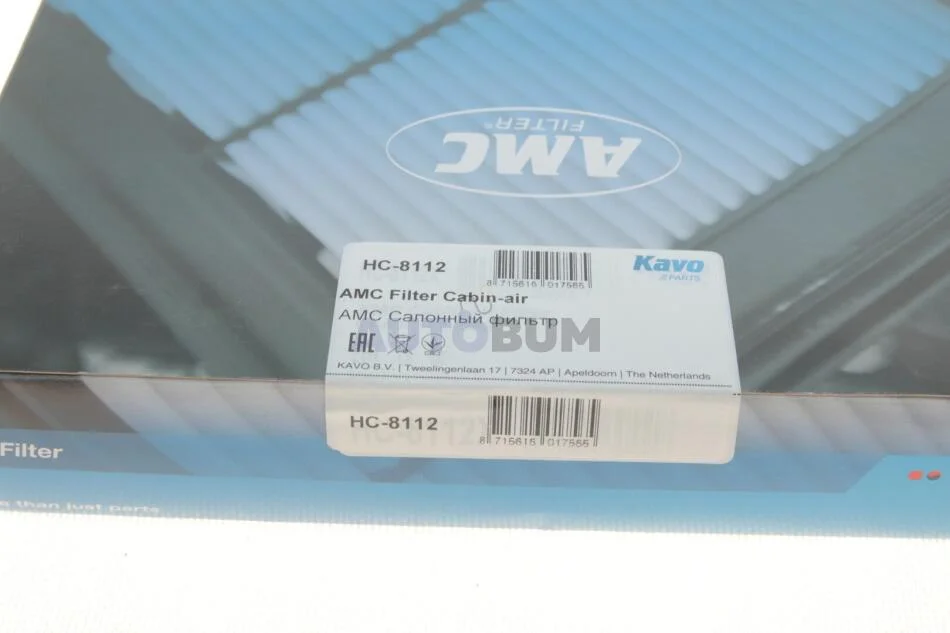 AMC
FILTER®
HC-8112
8 715616 017565
Kavo
PARTS
AMC Filter Cabin-air
АМС Салонный фильтр
AUTOBUM
EAC
KAVO B.V. | Tweelingenlaan 17 | 7324 AP | Apeldoorn | The Netherlands
HC-8112
8 715616 017565
Filter
than just parts